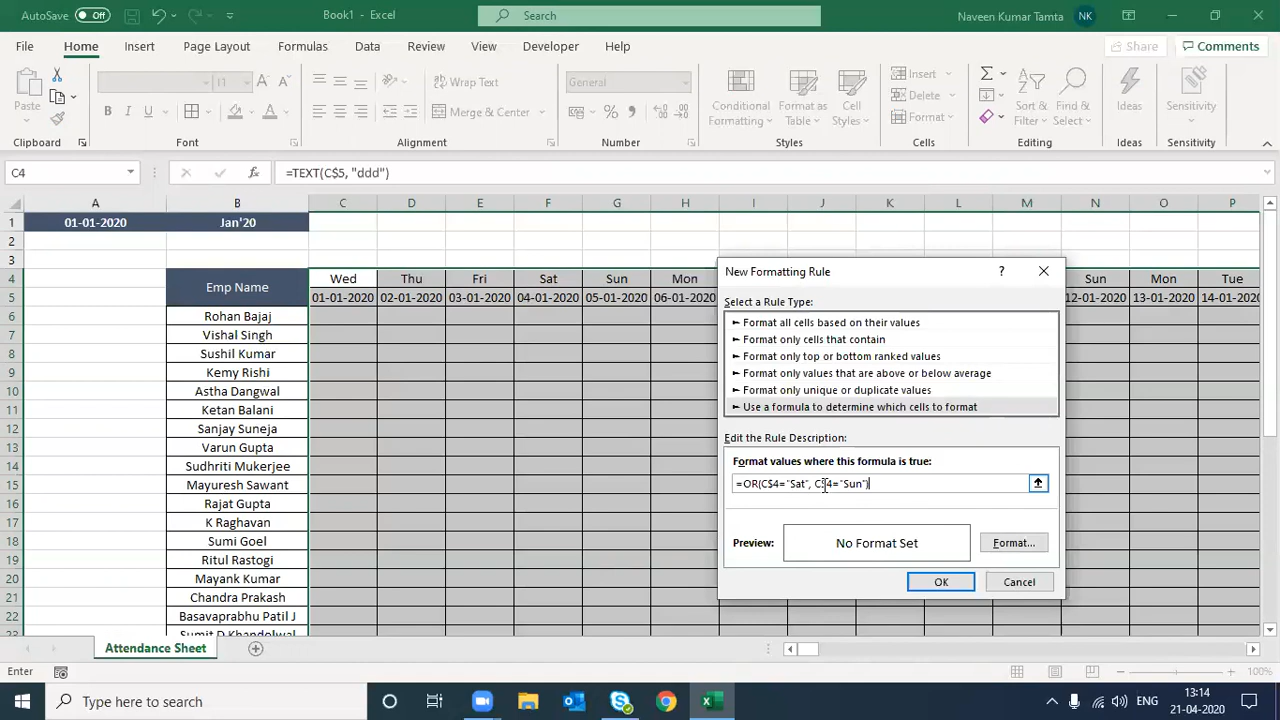 AutoSave Off Book1 - Excel Search Naveen Kumar Tamta NK
File Home Insert Page Layout Formulas Data Review View Developer Help Share Comments
Paste 11 A A Wrap Text General Conditional Formatting Format as Table Cell Styles Insert Delete Format Sort & Filter Find & Select Ideas Sensitivity
B I U A Merge & Center % ,
Clipboard Font Alignment Number Styles Cells Editing Ideas Sensitivity
C4 fx =TEXT(C$5, "ddd")
A B C D E F G H I J K L M N O P
1 01-01-2020 Jan'20
2
3
4 Emp Name Wed Thu Fri Sat Sun Mon Sun Mon Tue
5 01-01-2020 02-01-2020 03-01-2020 04-01-2020 05-01-2020 06-01-2020 12-01-2020 13-01-2020 14-01-2020
6 Rohan Bajaj
7 Vishal Singh
8 Sushil Kumar
9 Kemy Rishi
10 Astha Dangwal
11 Ketan Balani
12 Sanjay Suneja
13 Varun Gupta
14 Sudhriti Mukerjee
15 Mayuresh Sawant
16 Rajat Gupta
17 K Raghavan
18 Sumi Goel
19 Ritul Rastogi
20 Mayank Kumar
21 Chandra Prakash
22 Basavaprabhu Patil J
23 Sumit D Khandelwal
New Formatting Rule ?
Select a Rule Type:
► Format all cells based on their values
► Format only cells that contain
► Format only top or bottom ranked values
► Format only values that are above or below average
► Format only unique or duplicate values
► Use a formula to determine which cells to format
Edit the Rule Description:
Format values where this formula is true:
=OR(C$4="Sat", C$4="Sun")
Preview: No Format Set Format...
OK Cancel
Attendance Sheet
Enter 100%
Type here to search ENG 13:14
21-04-2020